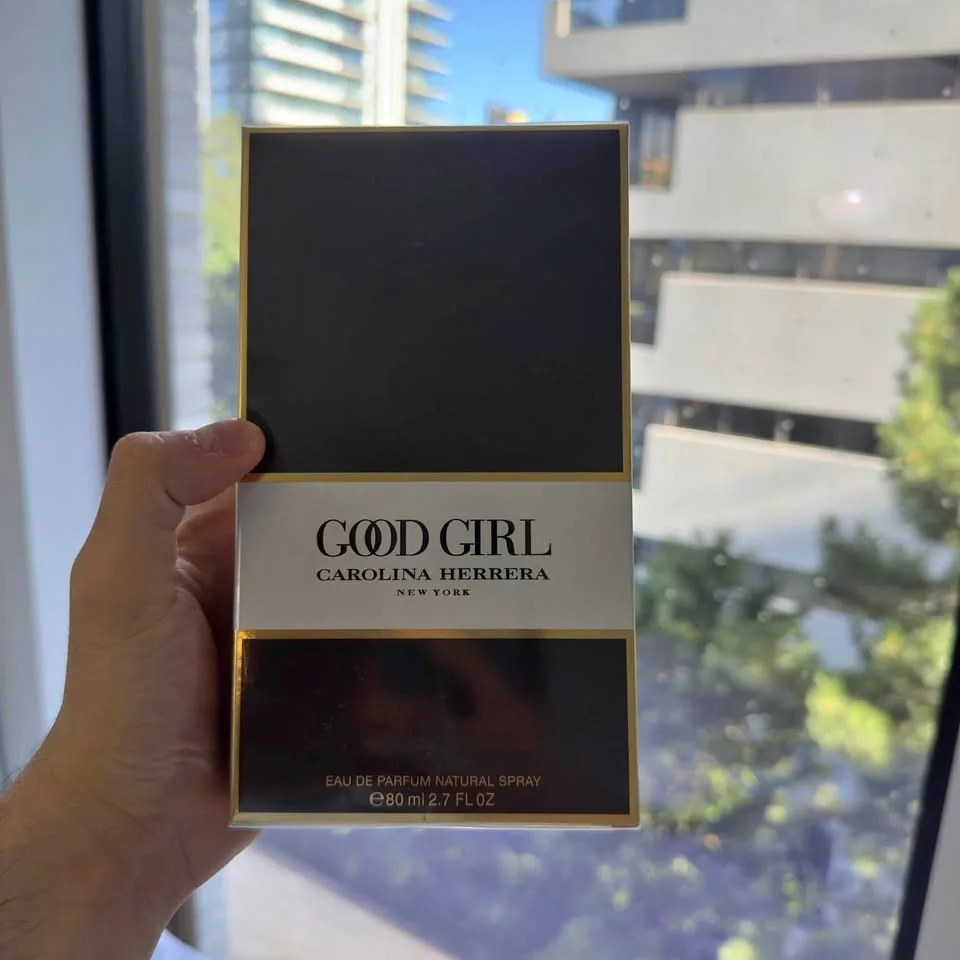 GOOD GIRL
CAROLINA HERRERA
NEW YORK
EAU DE PARFUM NATURAL SPRAY
℮80 ml 2.7 FL OZ